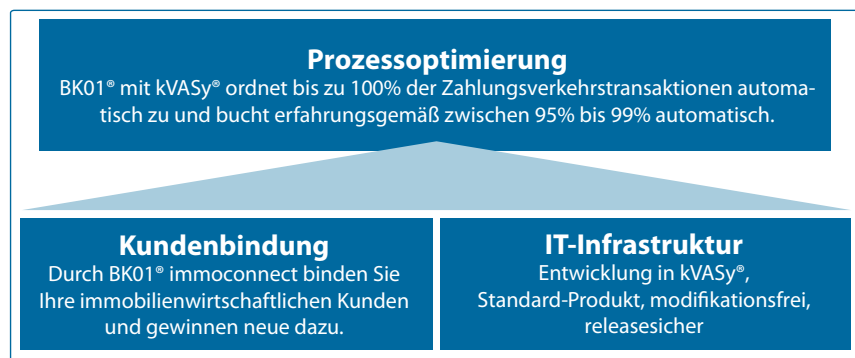 Prozessoptimierung
BK01® mit kVASy® ordnet bis zu 100% der Zahlungsverkehrstransaktionen automa-
tisch zu und bucht erfahrungsgemäß zwischen 95% bis 99% automatisch.
Kundenbindung
Durch BK01® immoconnect binden Sie
Ihre immobilienwirtschaftlichen Kunden
und gewinnen neue dazu.
IT-Infrastruktur
Entwicklung in kVASy®,
Standard-Produkt, modifikationsfrei,
releasesicher